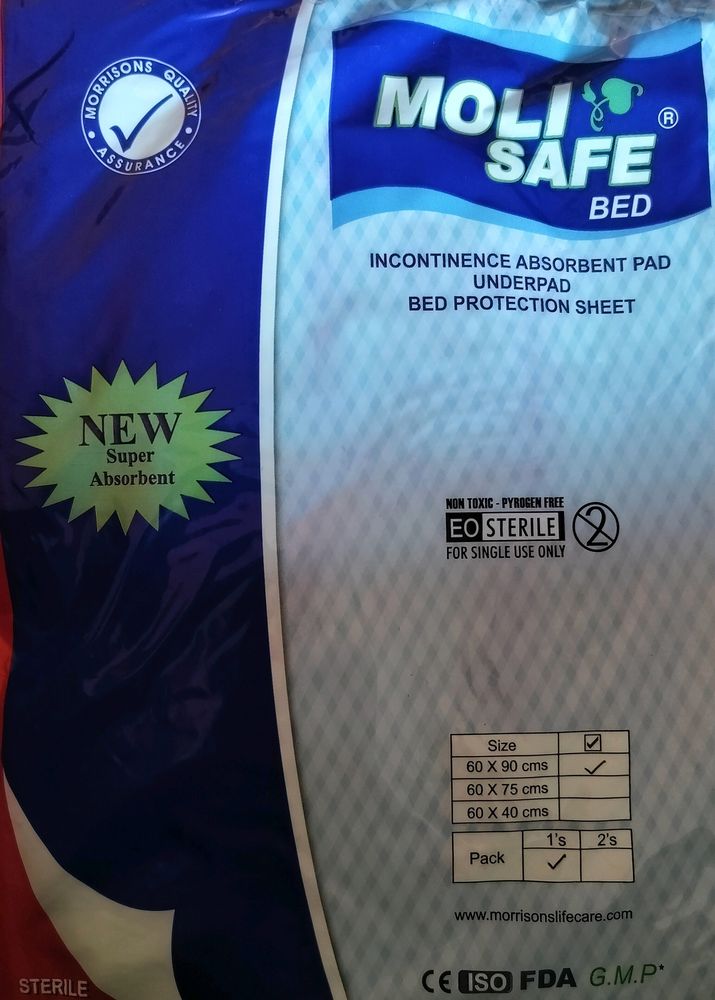 MORRISONS QUALITY
• ASSURANCE •
MOLI
SAFE ®
BED
INCONTINENCE ABSORBENT PAD
UNDERPAD
BED PROTECTION SHEET
NEW
Super
Absorbent
NON TOXIC - PYROGEN FREE
EO STERILE 2
FOR SINGLE USE ONLY
Size ☑
60 X 90 cms ✓
60 X 75 cms
60 X 40 cms
Pack 1's 2's
✓
www.morrisonslifecare.com
CE ISO FDA G.M.P*
STERILE